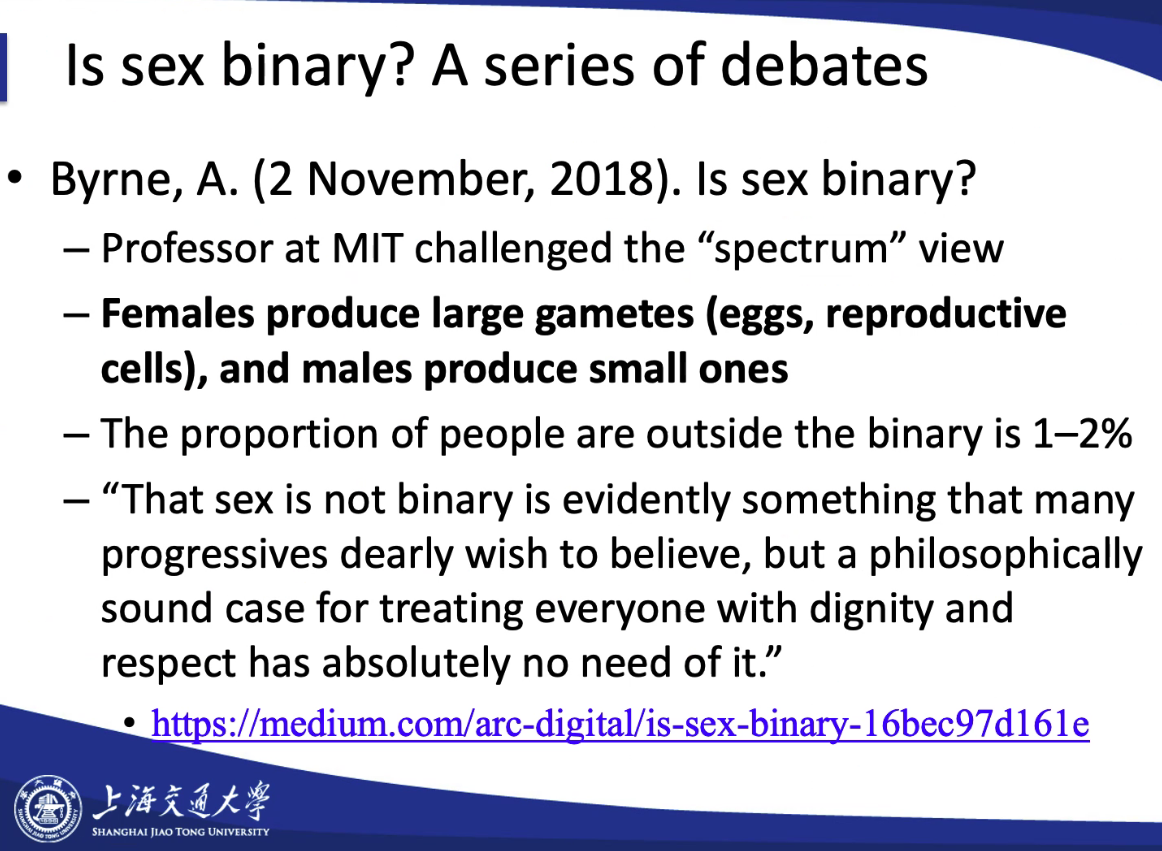 Is sex binary? A series of debates
• Byrne, A. (2 November, 2018). Is sex binary?
– Professor at MIT challenged the “spectrum” view
– Females produce large gametes (eggs, reproductive
cells), and males produce small ones
– The proportion of people are outside the binary is 1–2%
– “That sex is not binary is evidently something that many
progressives dearly wish to believe, but a philosophically
sound case for treating everyone with dignity and
respect has absolutely no need of it.”
• https://medium.com/arc-digital/is-sex-binary-16bec97d161e
上海交通大学
SHANGHAI JIAO TONG UNIVERSITY